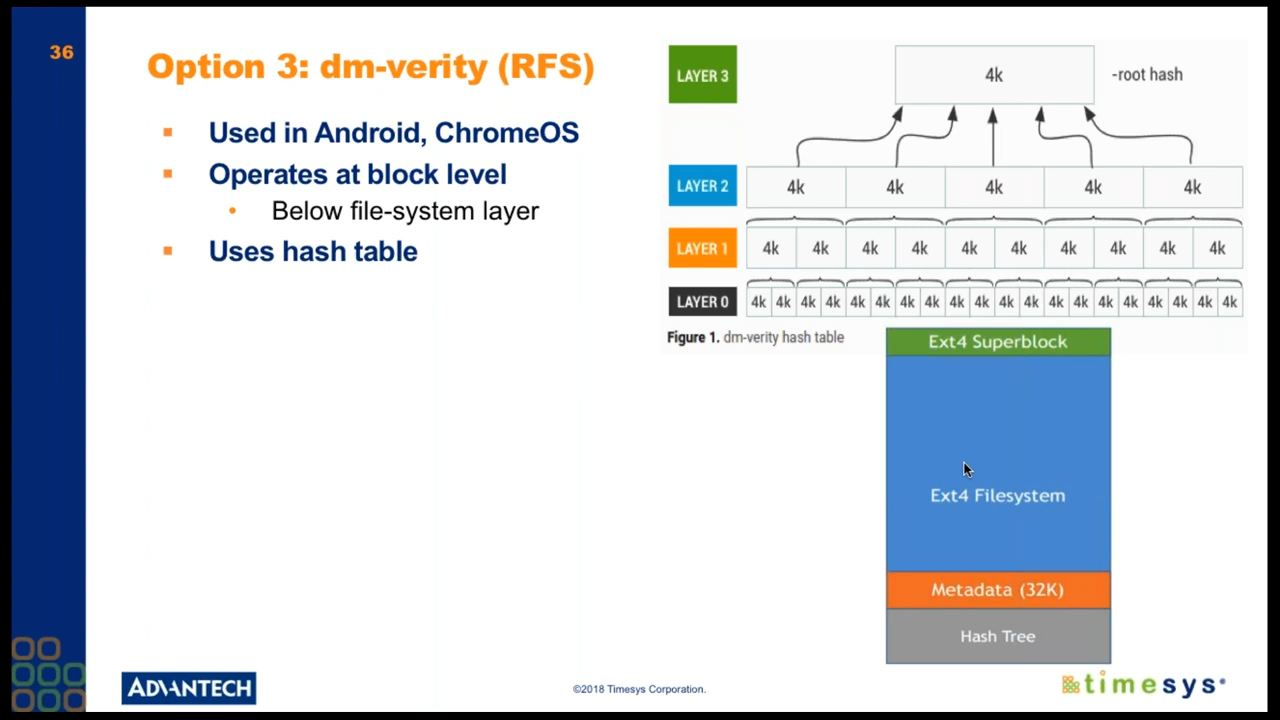 36
Option 3: dm-verity (RFS)
▪ Used in Android, ChromeOS
▪ Operates at block level
• Below file-system layer
▪ Uses hash table
LAYER 3 4k -root hash
LAYER 2 4k 4k 4k 4k 4k
LAYER 1 4k 4k 4k 4k 4k 4k 4k 4k 4k 4k
LAYER 0 4k 4k 4k 4k 4k 4k 4k 4k 4k 4k 4k 4k 4k 4k 4k 4k 4k 4k 4k 4k
Figure 1. dm-verity hash table
Ext4 Superblock
Ext4 Filesystem
Metadata (32K)
Hash Tree
ADVANTECH
©2018 Timesys Corporation.
timesys